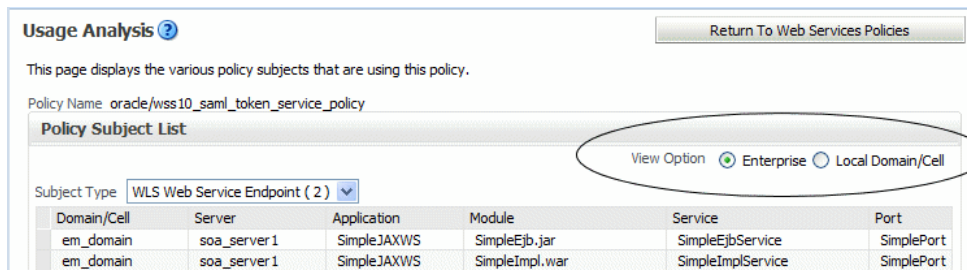 Usage Analysis ?
Return To Web Services Policies
This page displays the various policy subjects that are using this policy.
Policy Name oracle/wss10_saml_token_service_policy
Policy Subject List
View Option Enterprise Local Domain/Cell
Subject Type WLS Web Service Endpoint ( 2 )
Domain/Cell Server Application Module Service Port
em_domain soa_server1 SimpleJAXWS SimpleEjb.jar SimpleEjbService SimplePort
em_domain soa_server1 SimpleJAXWS SimpleImpl.war SimpleImplService SimplePort